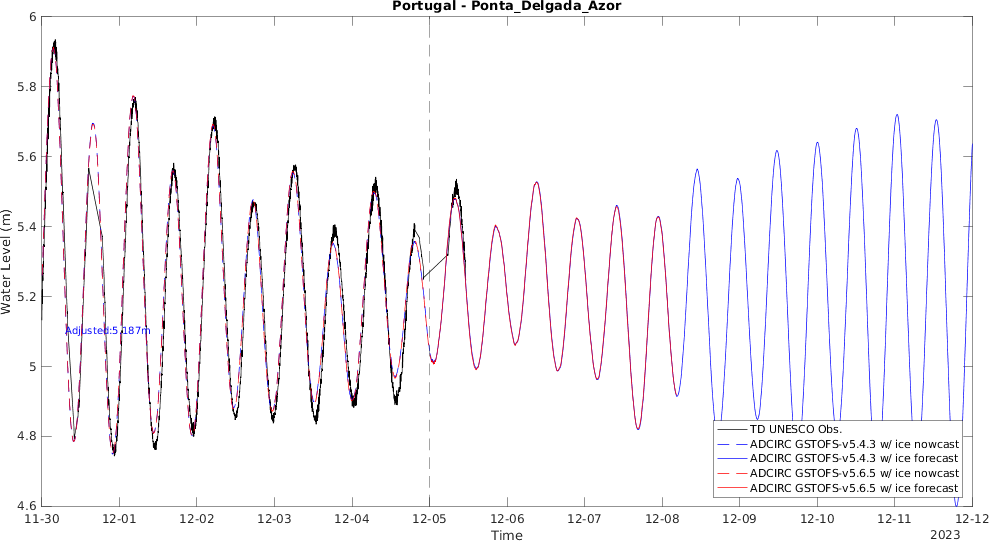 Portugal - Ponta_Delgada_Azor
6
5.8
5.6
5.4
5.2
5
4.8
4.6
Water Level (m)
Adjusted:5.187m
TD UNESCO Obs.
ADCIRC GSTOFS-v5.4.3 w/ ice nowcast
ADCIRC GSTOFS-v5.4.3 w/ ice forecast
ADCIRC GSTOFS-v5.6.5 w/ ice nowcast
ADCIRC GSTOFS-v5.6.5 w/ ice forecast
11-30 12-01 12-02 12-03 12-04 12-05 12-06 12-07 12-08 12-09 12-10 12-11 12-12
Time
2023